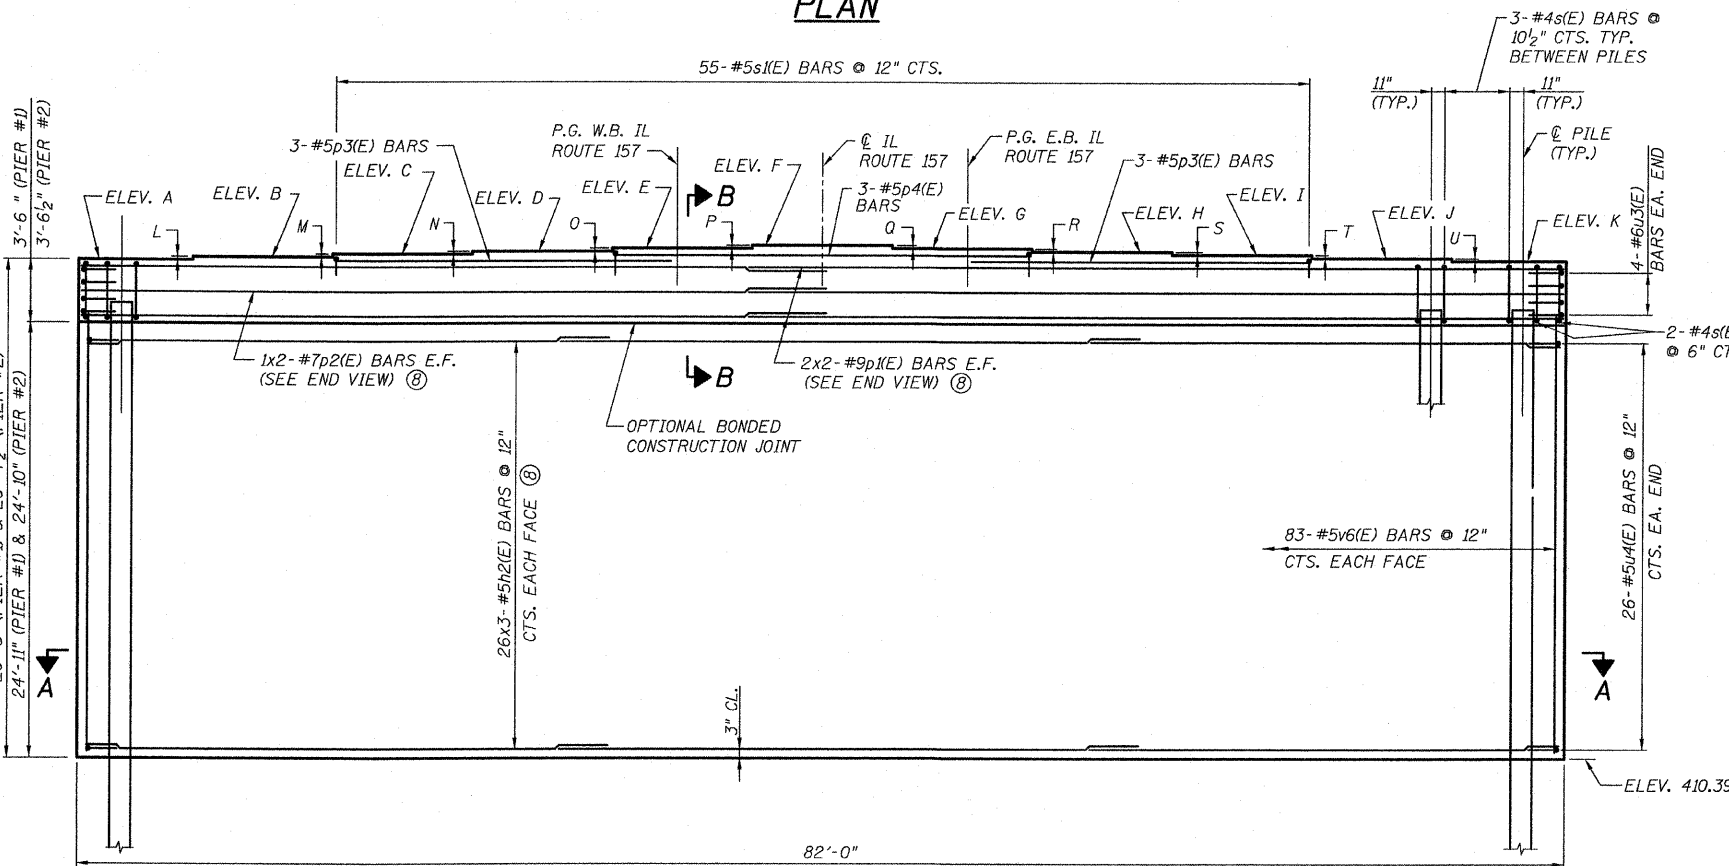 PLAN
3-#4s(E) BARS @
10½" CTS. TYP.
BETWEEN PILES
55-#5s1(E) BARS @ 12" CTS.
11"
(TYP.)
11"
(TYP.)
℄ PILE
(TYP.)
3'-6" (PIER #1)
3'-6½" (PIER #2)
P.G. W.B. IL
ROUTE 157
℄ IL
ROUTE 157
P.G. E.B. IL
ROUTE 157
3-#5p3(E) BARS
3-#5p3(E) BARS
3-#5p4(E)
BARS
ELEV. A
ELEV. B
ELEV. C
ELEV. D
ELEV. E
ELEV. F
ELEV. G
ELEV. H
ELEV. I
ELEV. J
ELEV. K
L
M
N
O
P
Q
R
S
T
U
B
4-#6u3(E)
BARS EA. END
1x2-#7p2(E) BARS E.F.
(SEE END VIEW) ⑧
B
2x2-#9p1(E) BARS E.F.
(SEE END VIEW) ⑧
2-#4s(E
@ 6" CT
OPTIONAL BONDED
CONSTRUCTION JOINT
26x3-#5h2(E) BARS @ 12"
CTS. EACH FACE ⑧
83-#5v6(E) BARS @ 12"
CTS. EACH FACE
26-#5u4(E) BARS @ 12"
CTS. EA. END
24'-11" (PIER #1) & 24'-10" (PIER #2)
A
A
3" CL.
ELEV. 410.39
82'-0"